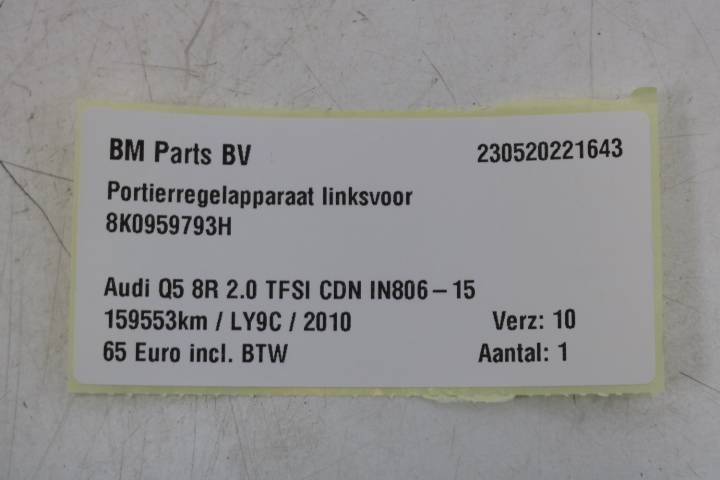 BM Parts BV 230520221643
Portierregelapparaat linksvoor
8K0959793H
Audi Q5 8R 2.0 TFSI CDN IN806 – 15
159553km / LY9C / 2010 Verz: 10
65 Euro incl. BTW Aantal: 1